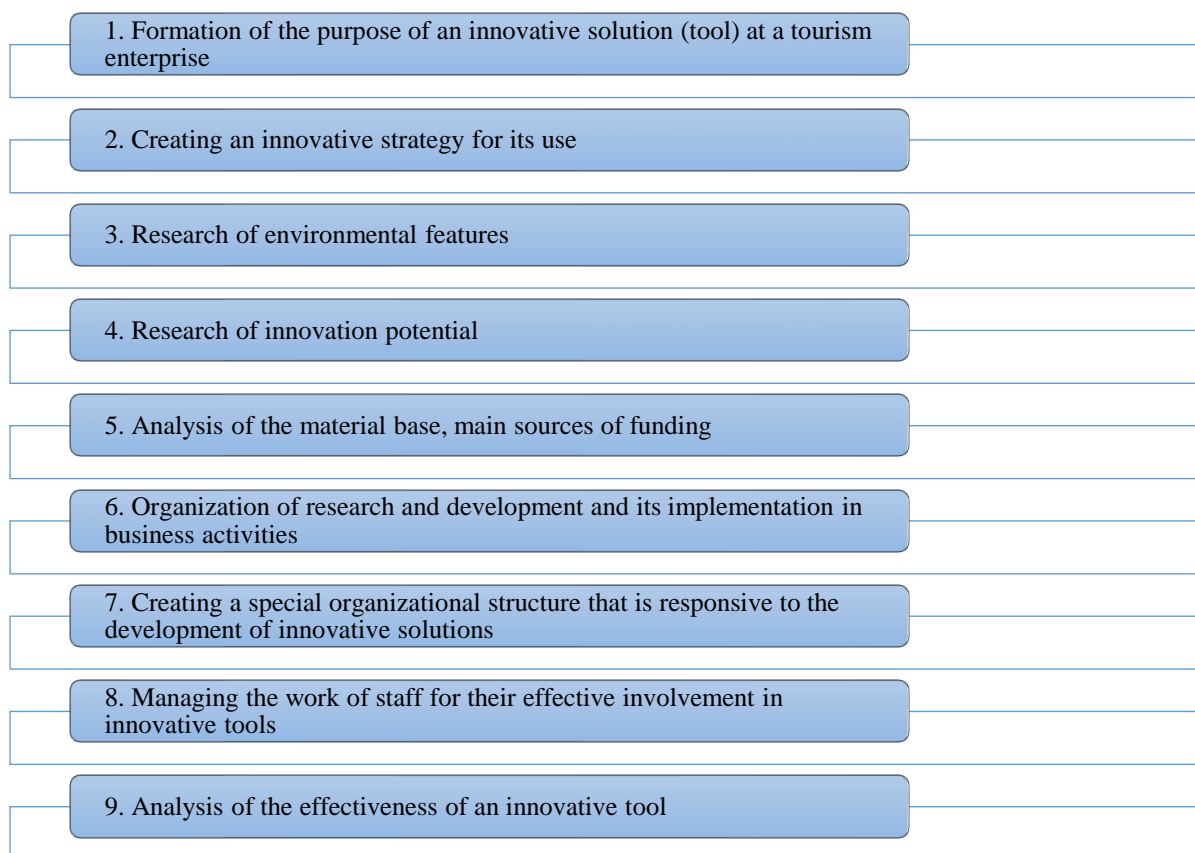 1. Formation of the purpose of an innovative solution (tool) at a tourism
enterprise
2. Creating an innovative strategy for its use
3. Research of environmental features
4. Research of innovation potential
5. Analysis of the material base, main sources of funding
6. Organization of research and development and its implementation in
business activities
7. Creating a special organizational structure that is responsive to the
development of innovative solutions
8. Managing the work of staff for their effective involvement in
innovative tools
9. Analysis of the effectiveness of an innovative tool